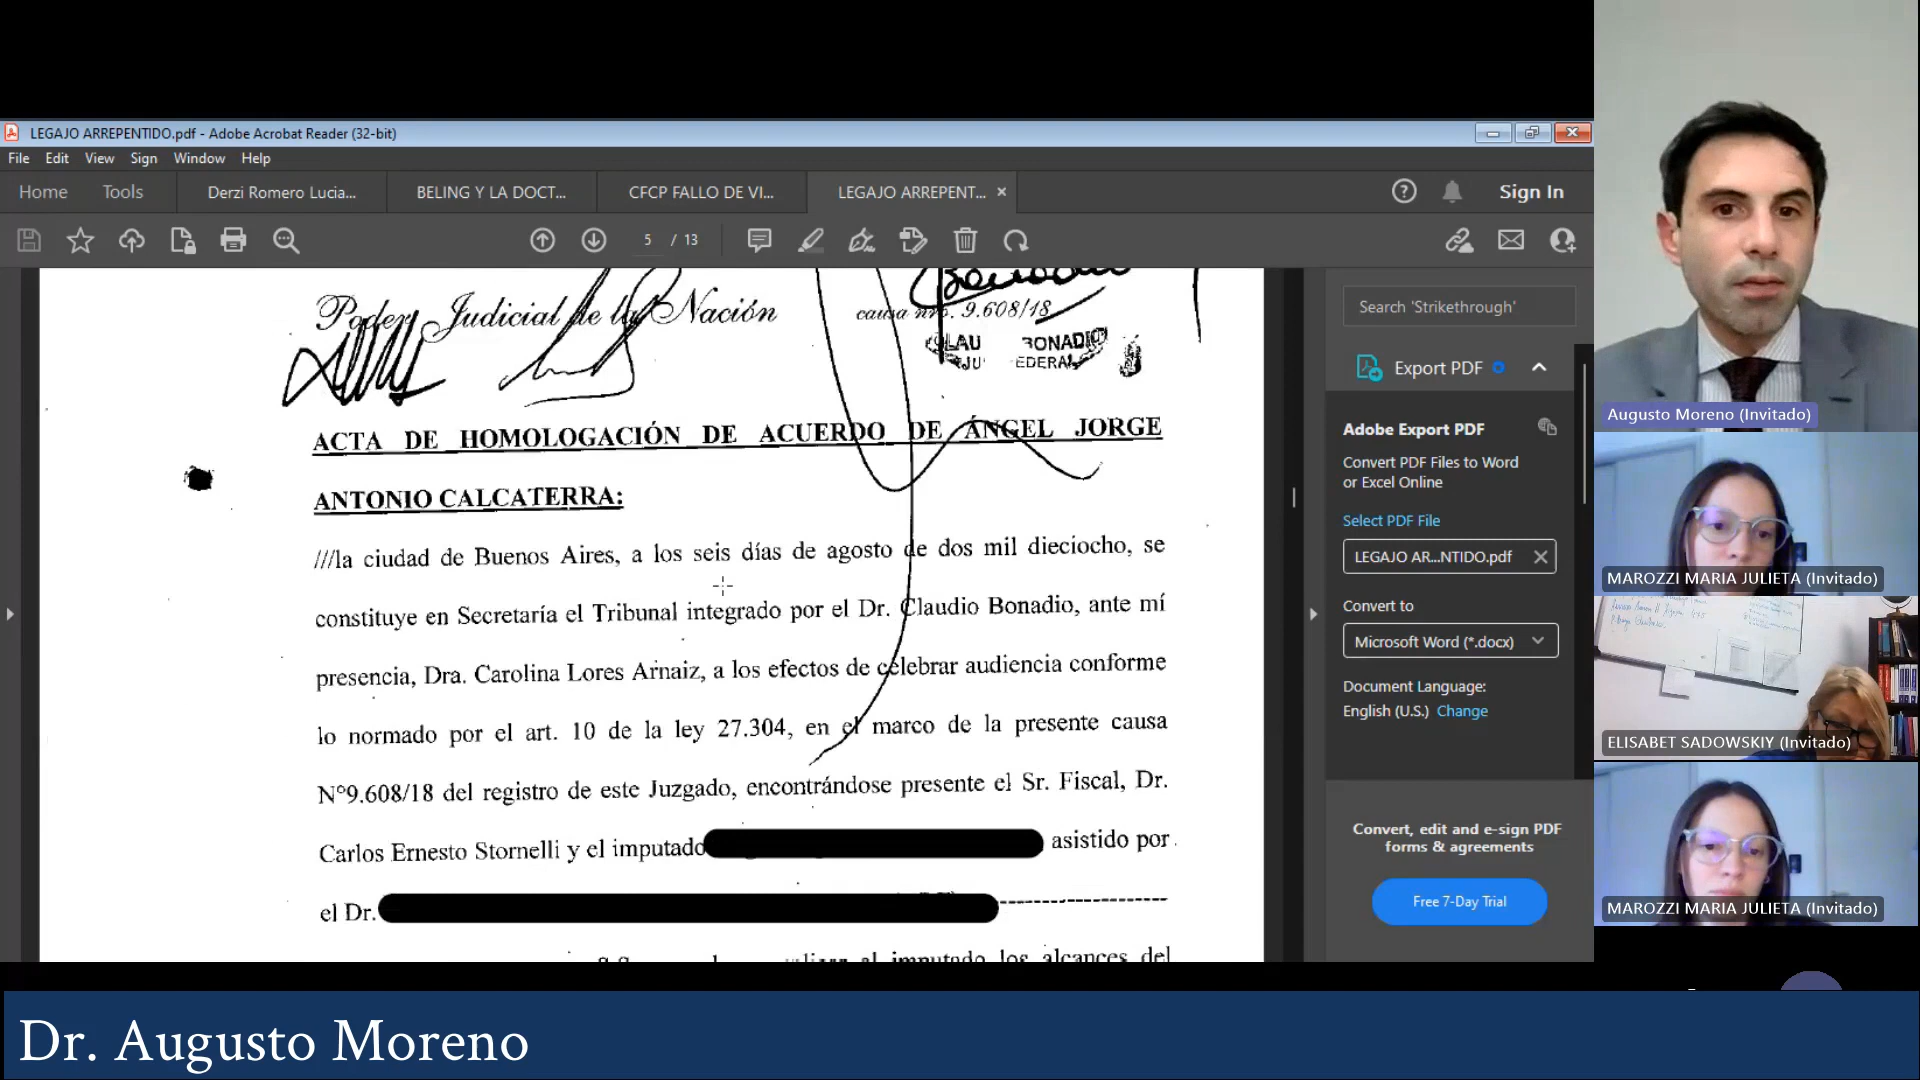 LEGAJO ARREPENTIDO.pdf - Adobe Acrobat Reader (32-bit)
File Edit View Sign Window Help
Home Tools Derzi Romero Lucia... BELING Y LA DOCT... CFCP FALLO DE VI... LEGAJO ARREPENT... Sign In
5 / 13
Poder Judicial de la Nación
causa nro. 9.608/18
ACTA DE HOMOLOGACIÓN DE ACUERDO DE ÁNGEL JORGE
ANTONIO CALCATERRA:
///la ciudad de Buenos Aires, a los seis días de agosto de dos mil dieciocho, se
constituye en Secretaría el Tribunal integrado por el Dr. Claudio Bonadio, ante mí
presencia, Dra. Carolina Lores Arnaiz, a los efectos de celebrar audiencia conforme
lo normado por el art. 10 de la ley 27.304, en el marco de la presente causa
N°9.608/18 del registro de este Juzgado, encontrándose presente el Sr. Fiscal, Dr.
Carlos Ernesto Stornelli y el imputado asistido por
el Dr.
al imputado los alcances del
Search 'Strikethrough'
Export PDF
Adobe Export PDF
Convert PDF Files to Word
or Excel Online
Select PDF File
LEGAJO AR...NTIDO.pdf
Convert to
Microsoft Word (*.docx)
Document Language:
English (U.S.) Change
Convert, edit and e-sign PDF
forms & agreements
Free 7-Day Trial
Augusto Moreno (Invitado)
MAROZZI MARIA JULIETA (Invitado)
ELISABET SADOWSKIY (Invitado)
MAROZZI MARIA JULIETA (Invitado)
Dr. Augusto Moreno